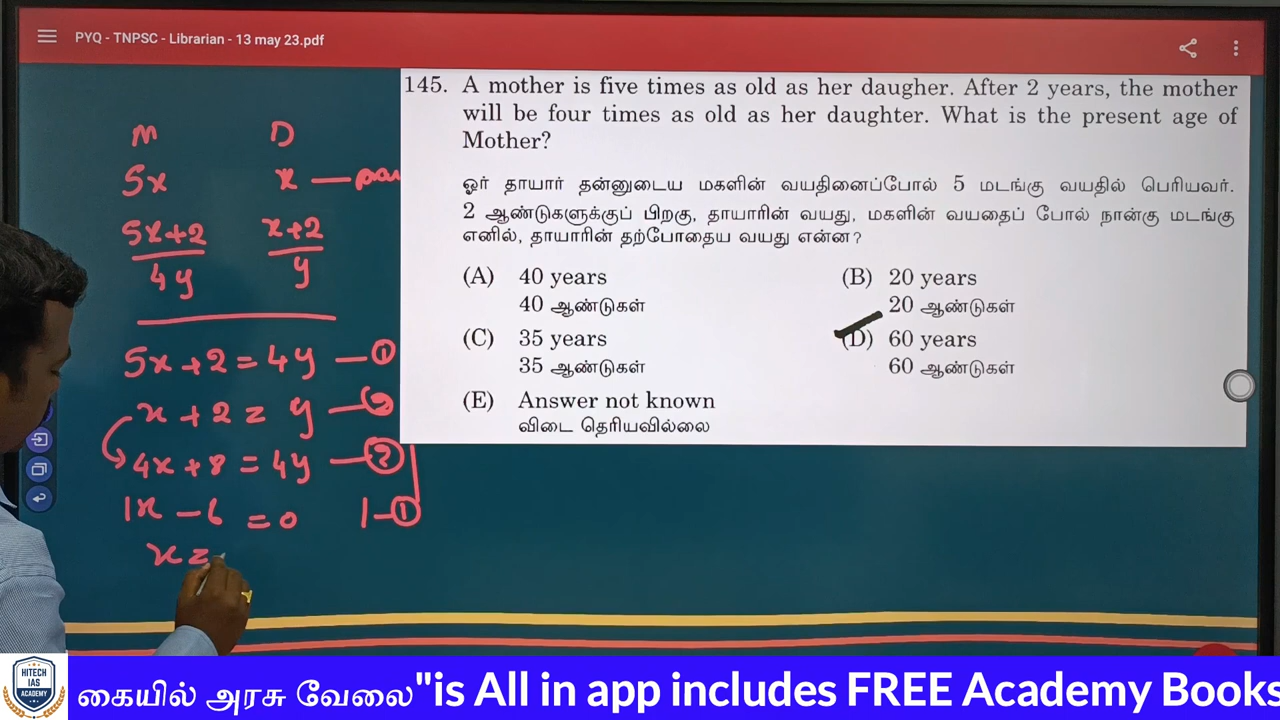 PYQ - TNPSC - Librarian - 13 may 23.pdf
M D
5x x —
5x+2 x+2
4y y
5x+2=4y —①
x+2= y —
4x+8=4y —②
1x-6=0 1-①
x=
145. A mother is five times as old as her daugher. After 2 years, the mother
will be four times as old as her daughter. What is the present age of
Mother?
ஓர் தாயார் தன்னுடைய மகளின் வயதினைப்போல் 5 மடங்கு வயதில் பெரியவர்.
2 ஆண்டுகளுக்குப் பிறகு, தாயாரின் வயது, மகளின் வயதைப் போல் நான்கு மடங்கு
எனில், தாயாரின் தற்போதைய வயது என்ன?
(A) 40 years (B) 20 years
40 ஆண்டுகள் 20 ஆண்டுகள்
(C) 35 years (D) 60 years
35 ஆண்டுகள் 60 ஆண்டுகள்
(E) Answer not known
விடை தெரியவில்லை
HITECH
IAS
ACADEMY
கையில் அரசு வேலை"is All in app includes FREE Academy Books